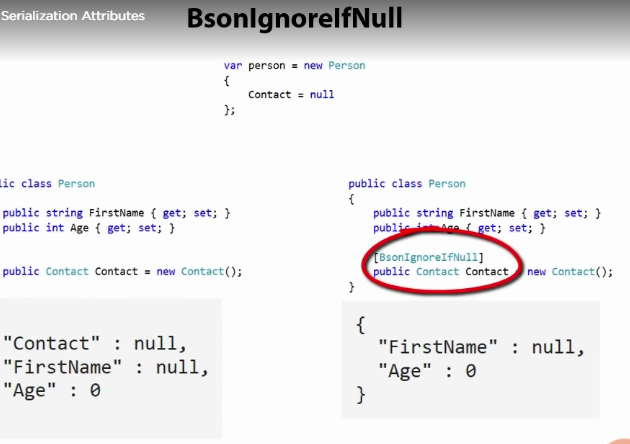 Serialization Attributes
BsonIgnoreIfNull
var person = new Person
{
Contact = null
};
lic class Person
public string FirstName { get; set; }
public int Age { get; set; }
public Contact Contact = new Contact();
"Contact" : null,
"FirstName" : null,
"Age" : 0
public class Person
{
public string FirstName { get; set; }
public int Age { get; set; }
[BsonIgnoreIfNull]
public Contact Contact = new Contact();
}
{
"FirstName" : null,
"Age" : 0
}